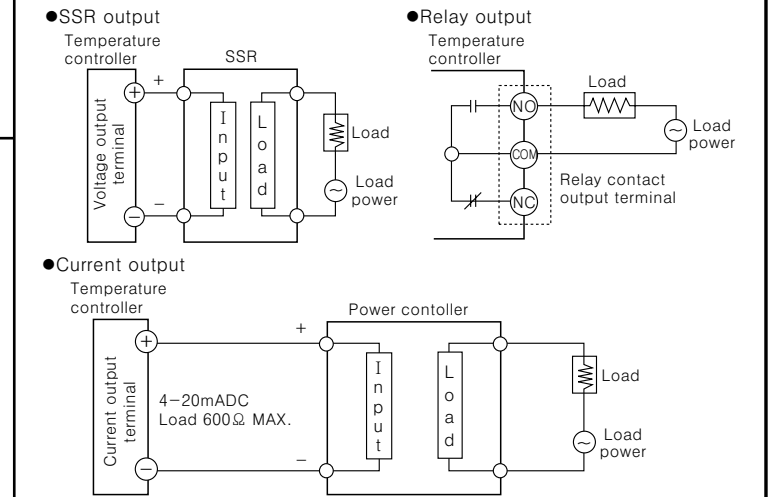 ●SSR output
Temperature
controller
SSR
+
+
Voltage output
terminal
Input
Load
Load
Load
power
−
−
●Relay output
Temperature
controller
Load
NO
Load
power
COM
Relay contact
output terminal
NC
●Current output
Temperature
controller
Power contoller
+
+
Current output
terminal
4−20mADC
Load 600Ω MAX.
Input
Load
Load
Load
power
−
−